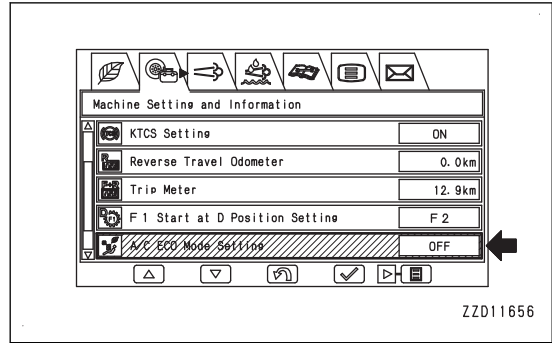 Machine Setting and Information
KTCS Setting ON
Reverse Travel Odometer 0.0km
Trip Meter 12.9km
F1 Start at D Position Setting F2
A/C ECO Mode Setting OFF
ZZD11656